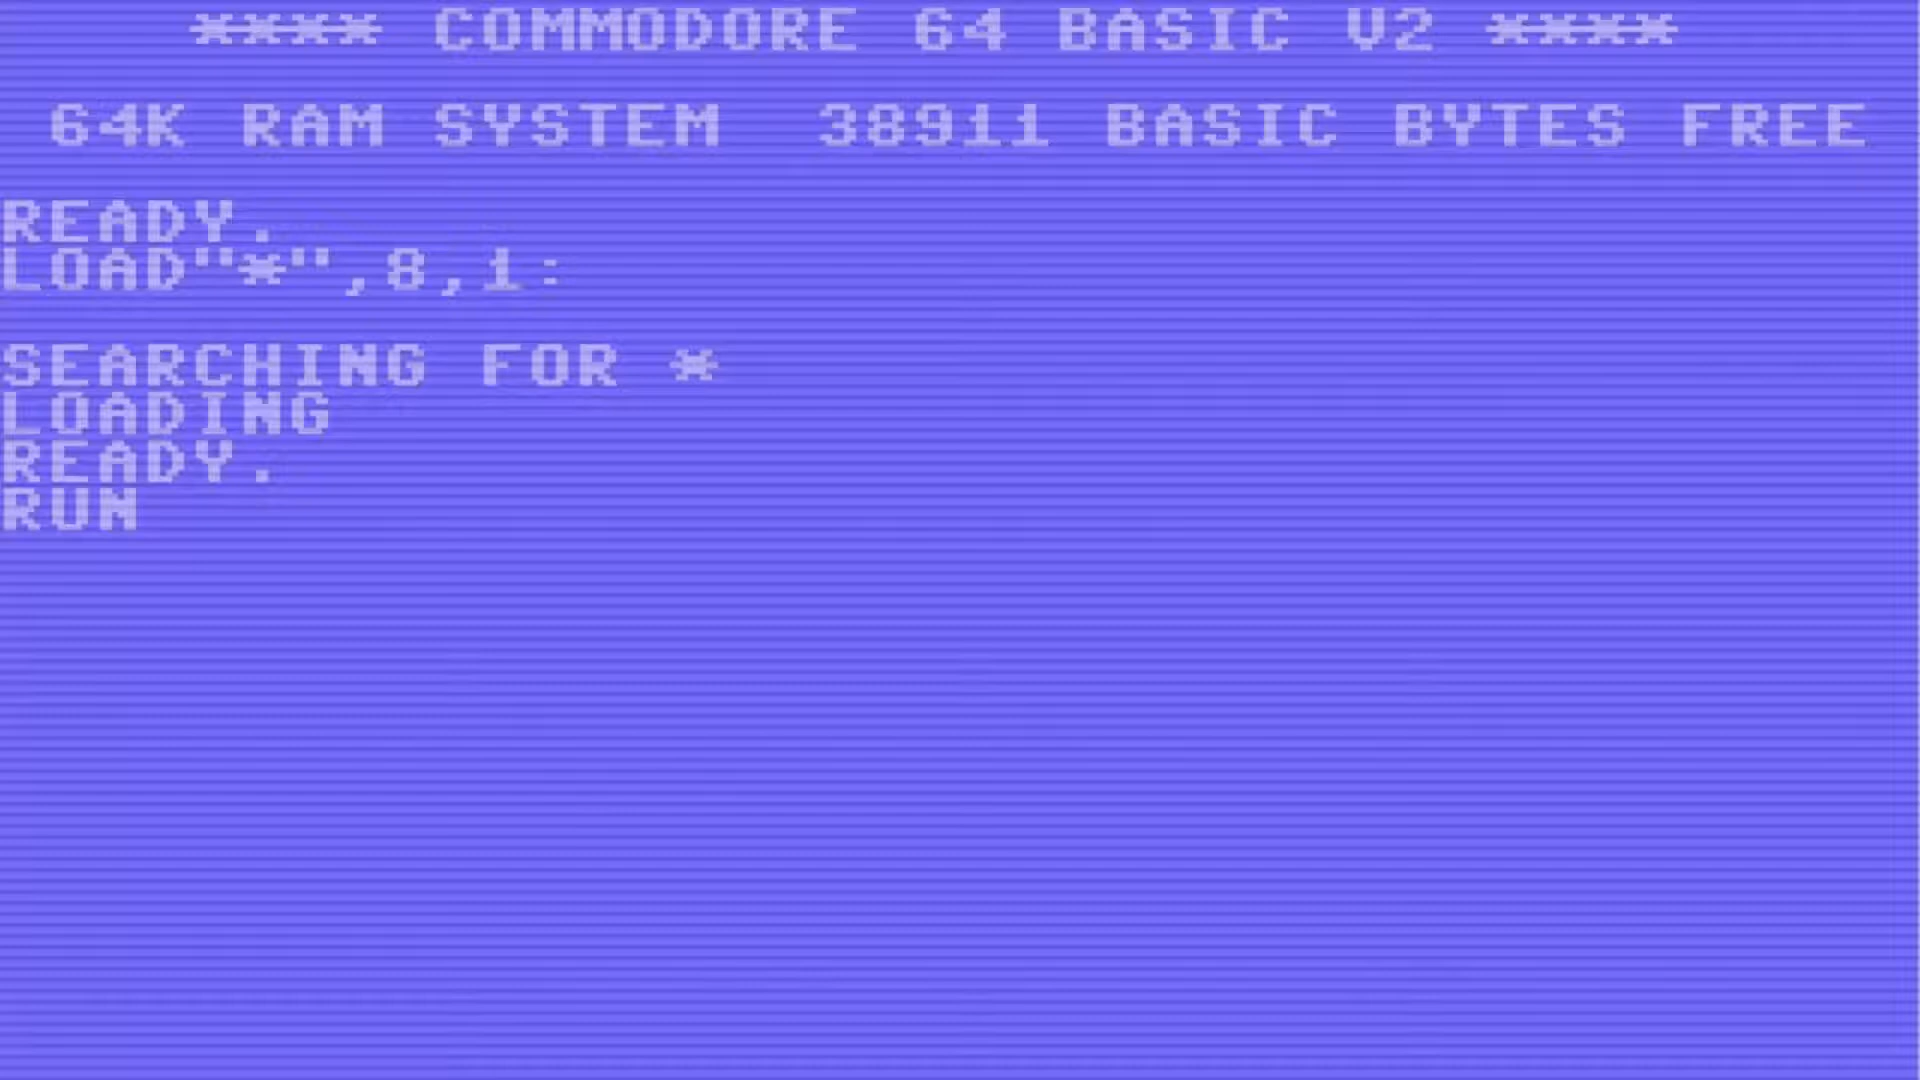 **** COMMODORE 64 BASIC V2 ****
64K RAM SYSTEM  38911 BASIC BYTES FREE
READY.
LOAD"*",8,1:
SEARCHING FOR *
LOADING
READY.
RUN